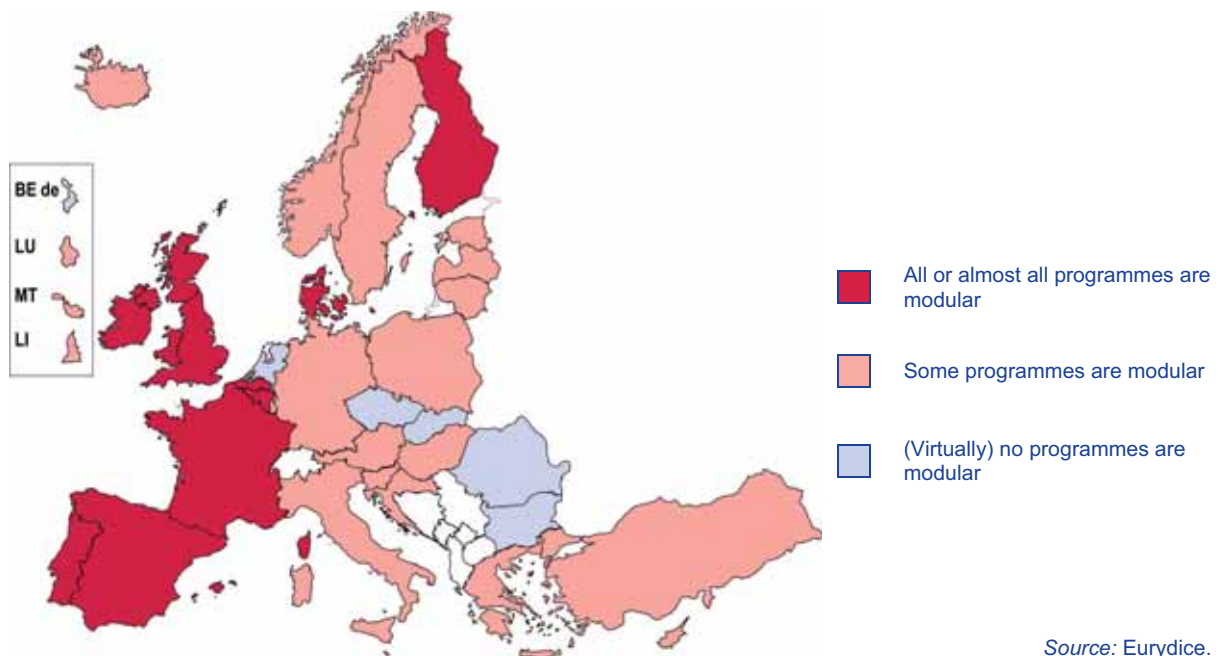 BE de
LU
MT
LI
All or almost all programmes are
modular
Some programmes are modular
(Virtually) no programmes are
modular
Source: Eurydice.